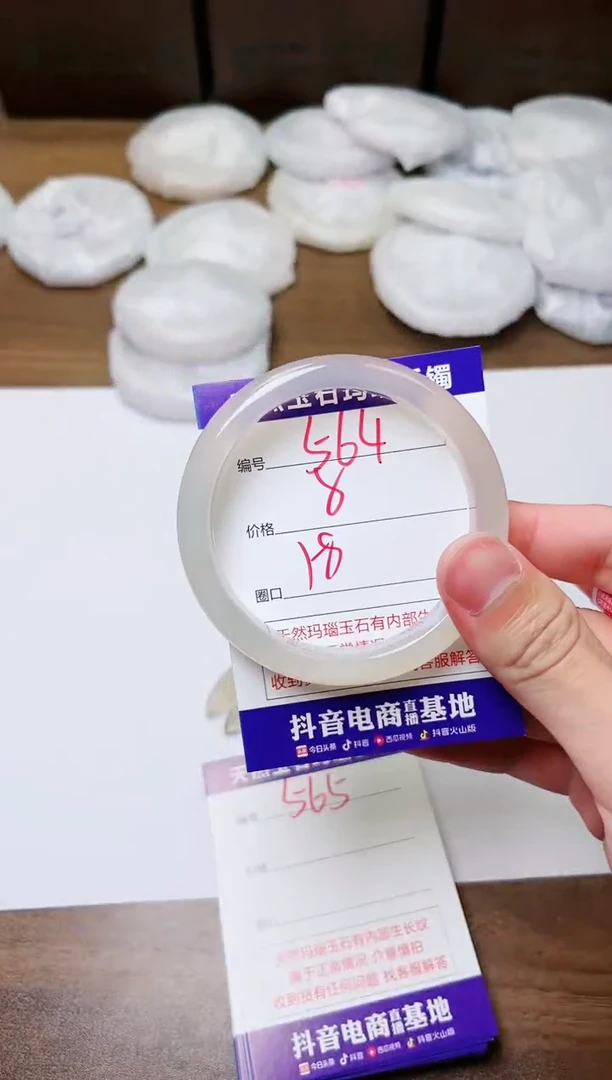 玉石玛
镯
编号 564
价格 8
圈口 18
天然玛瑙玉石有内部生
收到
客服解答
抖音电商直播基地
今日头条 抖音 西瓜视频 抖音火山版
565
天然玛瑙玉石有内部生长纹
属于正常情况 介意慎拍
收到货有任何问题 找客服解答
抖音电商直播基地
今日头条 抖音 西瓜视频 抖音火山版